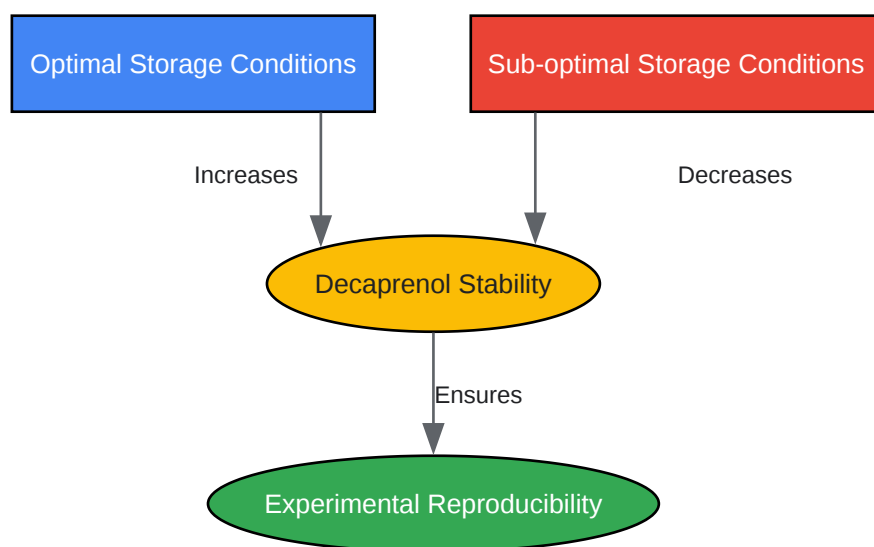 Optimal Storage Conditions
Sub-optimal Storage Conditions
Increases
Decreases
Decaprenol Stability
Ensures
Experimental Reproducibility